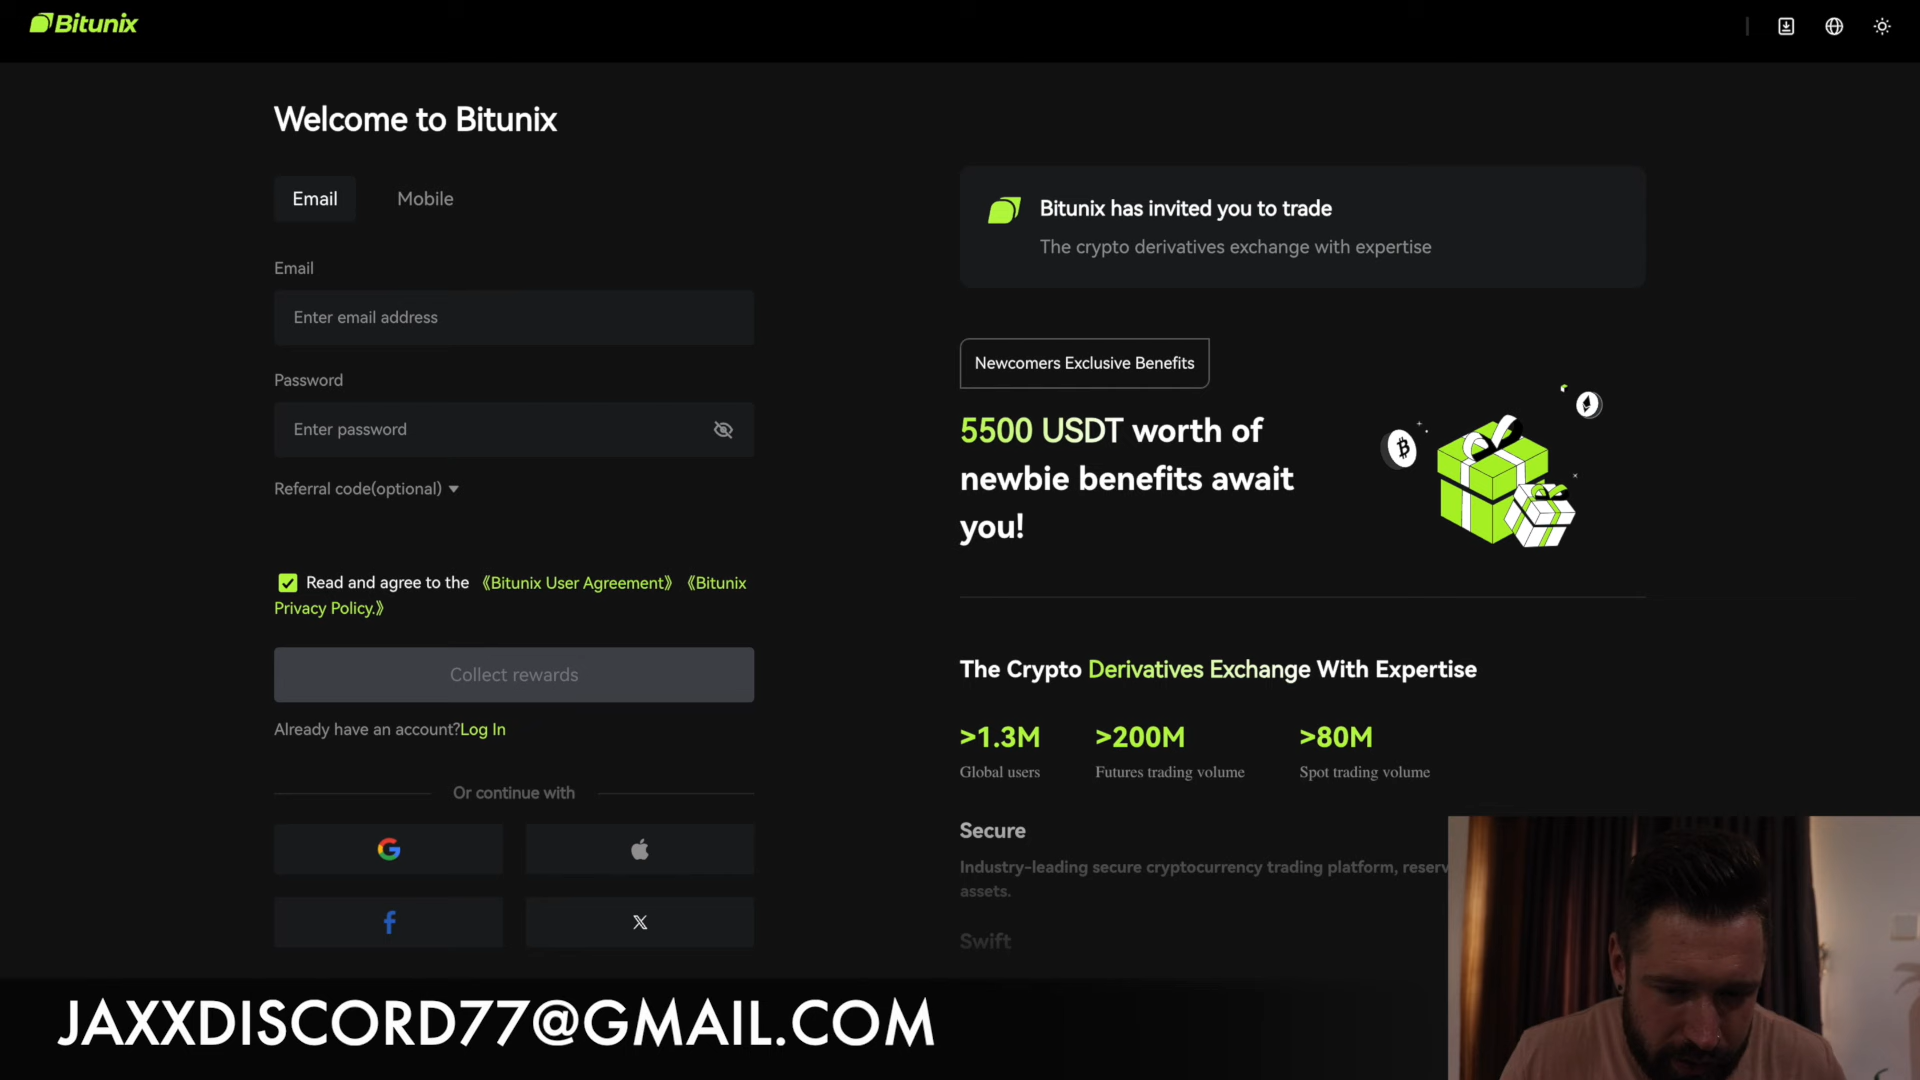 Bitunix
Welcome to Bitunix
Email
Mobile
Email
Enter email address
Password
Enter password
Referral code(optional)
Read and agree to the 《Bitunix User Agreement》 《Bitunix
Privacy Policy.》
Collect rewards
Already have an account?Log In
Or continue with
Bitunix has invited you to trade
The crypto derivatives exchange with expertise
Newcomers Exclusive Benefits
5500 USDT worth of
newbie benefits await
you!
The Crypto Derivatives Exchange With Expertise
>1.3M
>200M
>80M
Global users
Futures trading volume
Spot trading volume
Secure
Industry-leading secure cryptocurrency trading platform, reserv
assets.
Swift
JAXXDISCORD77@GMAIL.COM